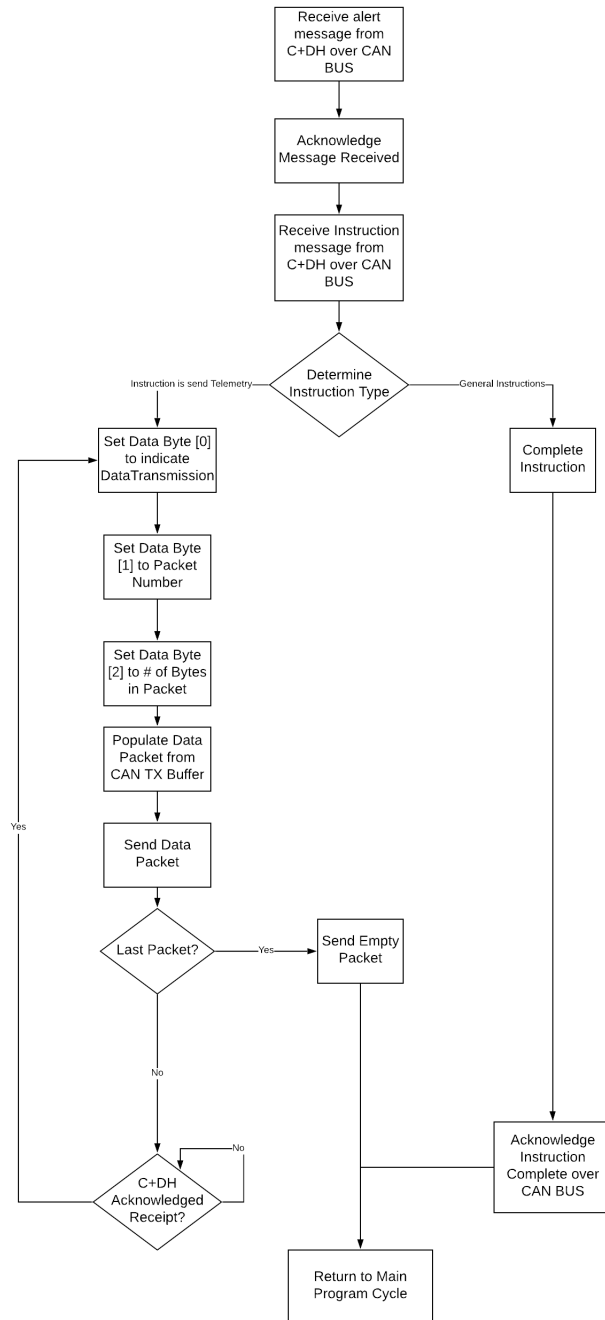 Receive alert
message from
C+DH over CAN
BUS
Acknowledge
Message Received
Receive Instruction
message from
C+DH over CAN
BUS
Determine
Instruction Type
Instruction is send Telemetry
General Instructions
Set Data Byte [0]
to indicate
DataTransmission
Complete
Instruction
Set Data Byte
[1] to Packet
Number
Set Data Byte
[2] to # of Bytes
in Packet
Populate Data
Packet from
CAN TX Buffer
Yes
Send Data
Packet
Last Packet?
Yes
Send Empty
Packet
No
No
C+DH
Acknowledged
Receipt?
Acknowledge
Instruction
Complete over
CAN BUS
Return to Main
Program Cycle